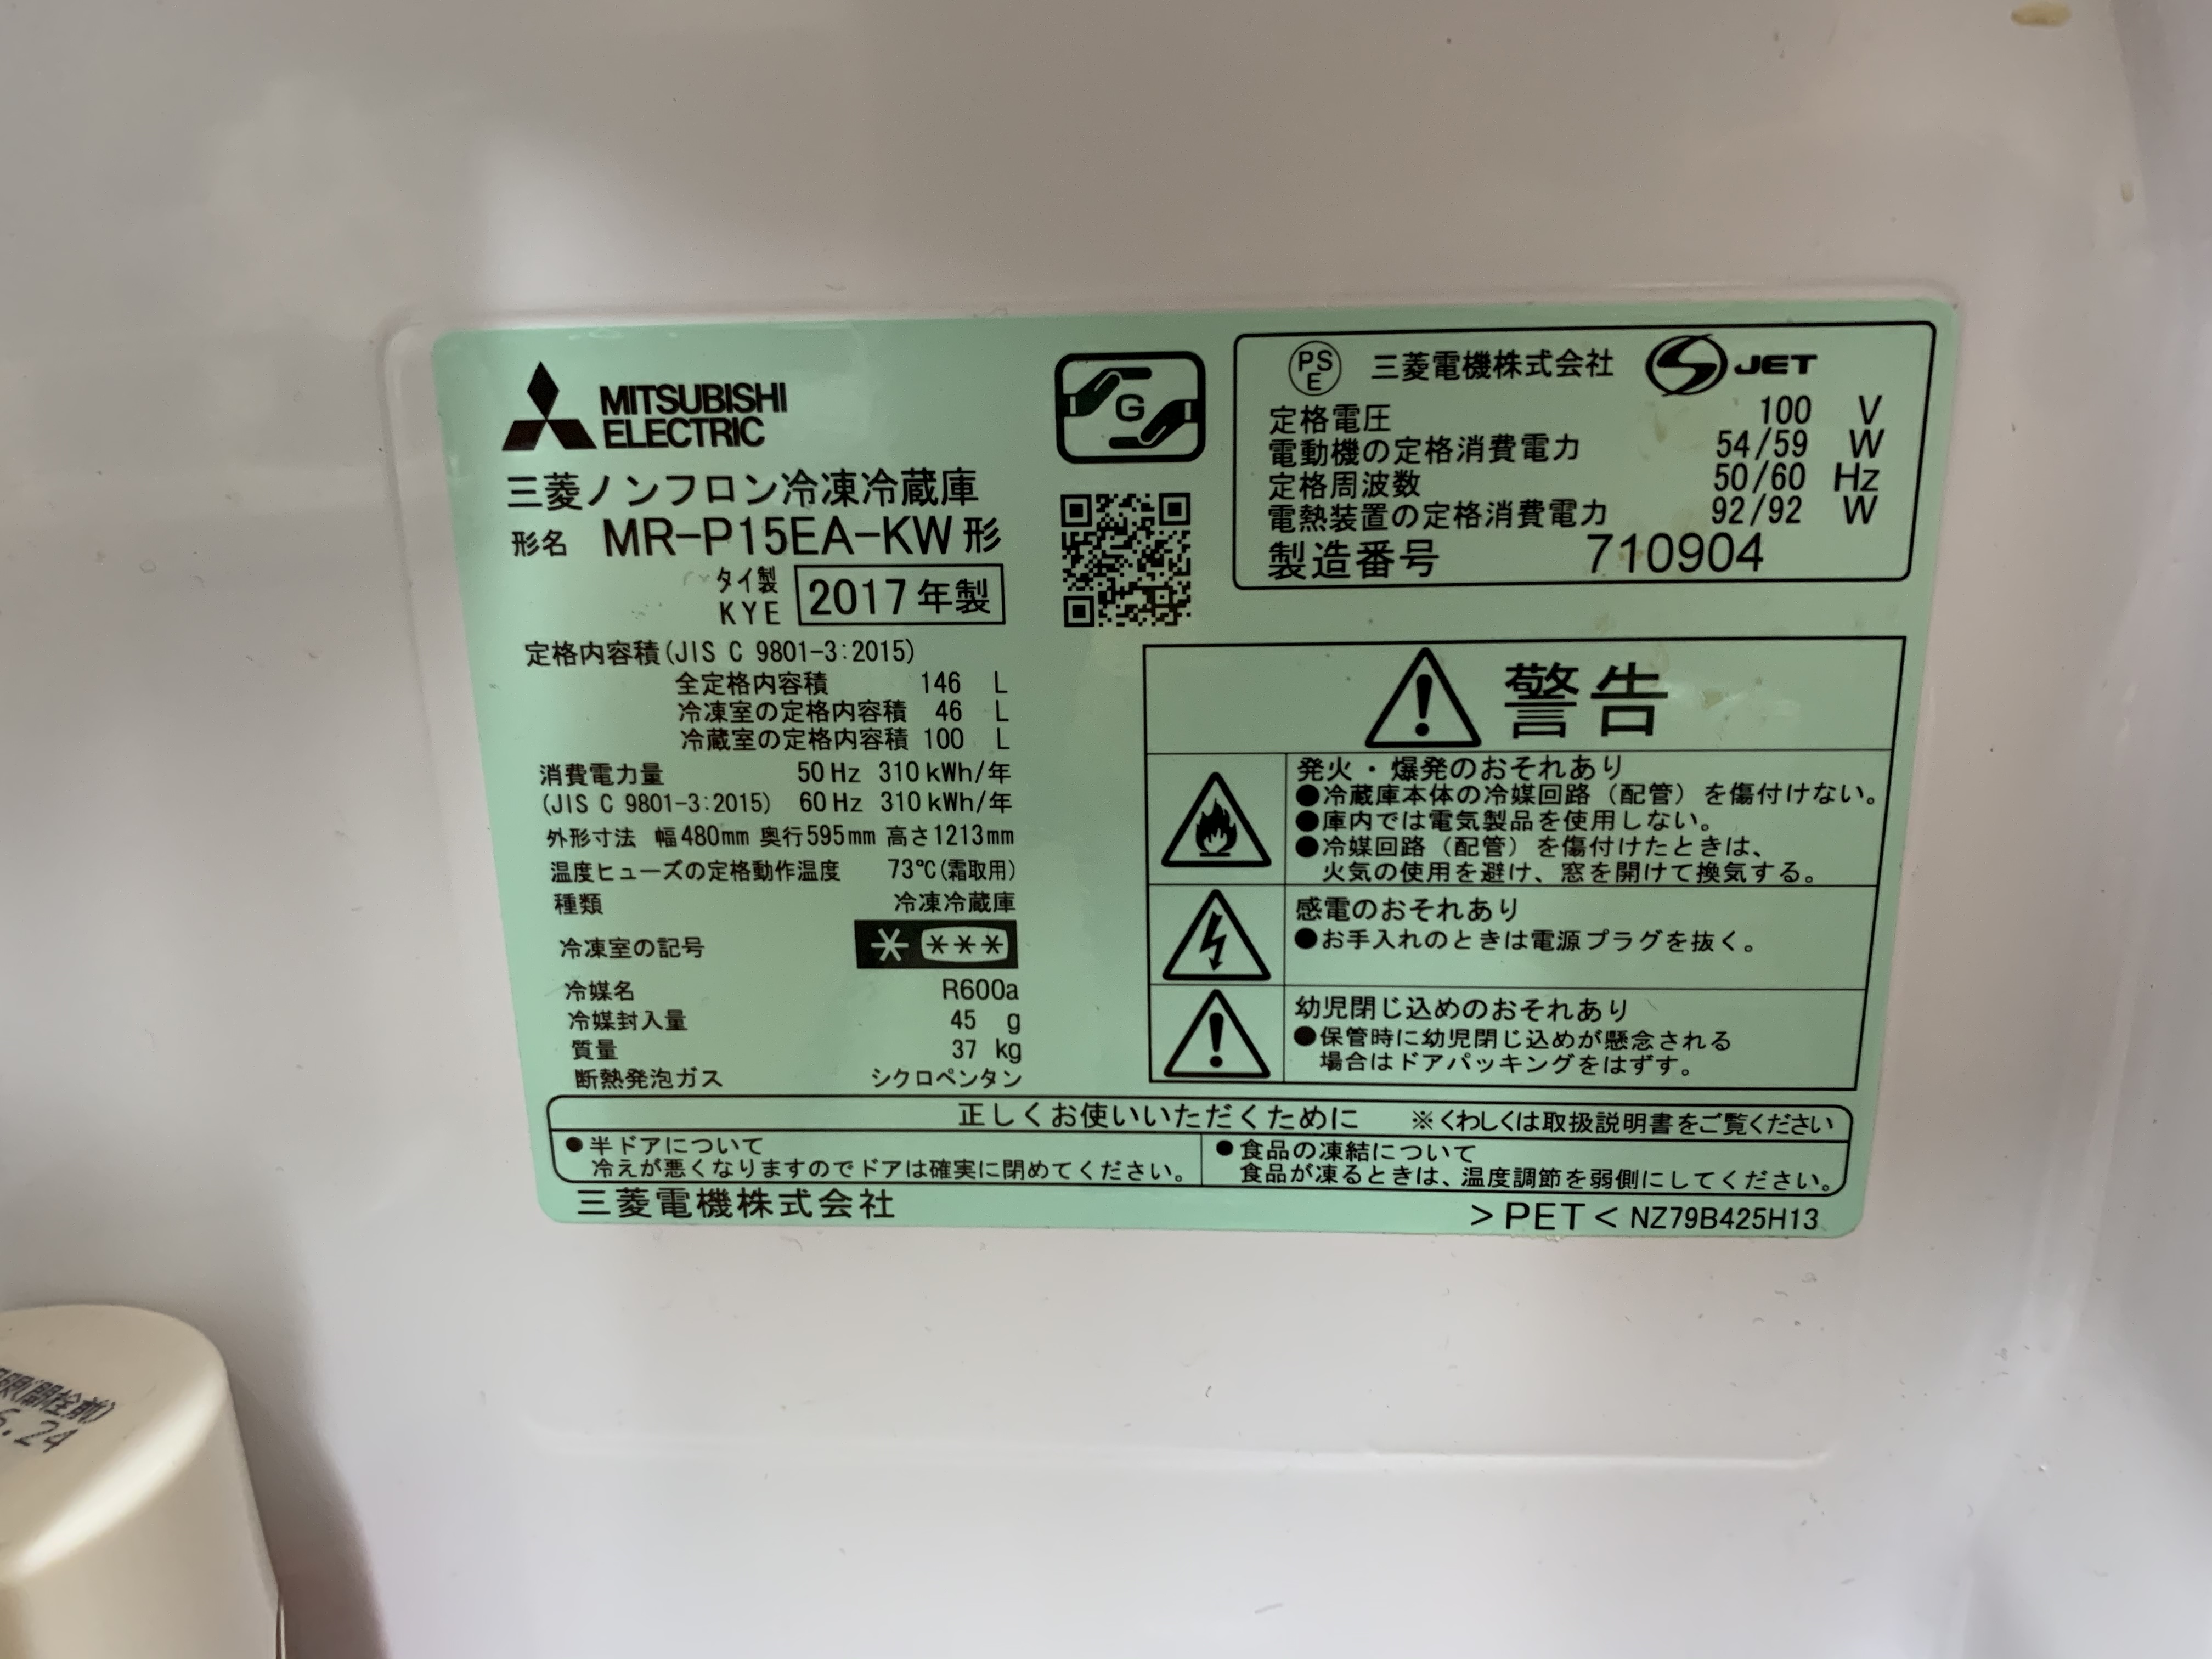 MITSUBISHI
ELECTRIC
G
三菱ノンフロン冷凍冷蔵庫
形名 MR-P15EA-KW 形
タイ製
KYE 2017年製
定格内容積(JIS C 9801-3:2015)
全定格内容積 146 L
冷凍室の定格内容積 46 L
冷蔵室の定格内容積 100 L
消費電力量 50 Hz 310 kWh/年
(JIS C 9801-3:2015) 60 Hz 310 kWh/年
外形寸法 幅480mm 奥行595mm 高さ1213mm
温度ヒューズの定格動作温度 73℃(霜取用)
種類 冷凍冷蔵庫
冷凍室の記号
冷媒名 R600a
冷媒封入量 45 g
質量 37 kg
断熱発泡ガス シクロペンタン
PS
E
三菱電機株式会社 JET
定格電圧 100 V
電動機の定格消費電力 54/59 W
定格周波数 50/60 Hz
電熱装置の定格消費電力 92/92 W
製造番号 710904
警告
発火・爆発のおそれあり
●冷蔵庫本体の冷媒回路(配管)を傷付けない。
●庫内では電気製品を使用しない。
●冷媒回路(配管)を傷付けたときは、
火気の使用を避け、窓を開けて換気する。
感電のおそれあり
●お手入れのときは電源プラグを抜く。
幼児閉じ込めのおそれあり
●保管時に幼児閉じ込めが懸念される
場合はドアパッキングをはずす。
正しくお使いいただくために ※くわしくは取扱説明書をご覧ください
●半ドアについて
冷えが悪くなりますのでドアは確実に閉めてください。
●食品の凍結について
食品が凍るときは、温度調節を弱側にしてください。
三菱電機株式会社
>PET< NZ79B425H13
(開栓前)
.24